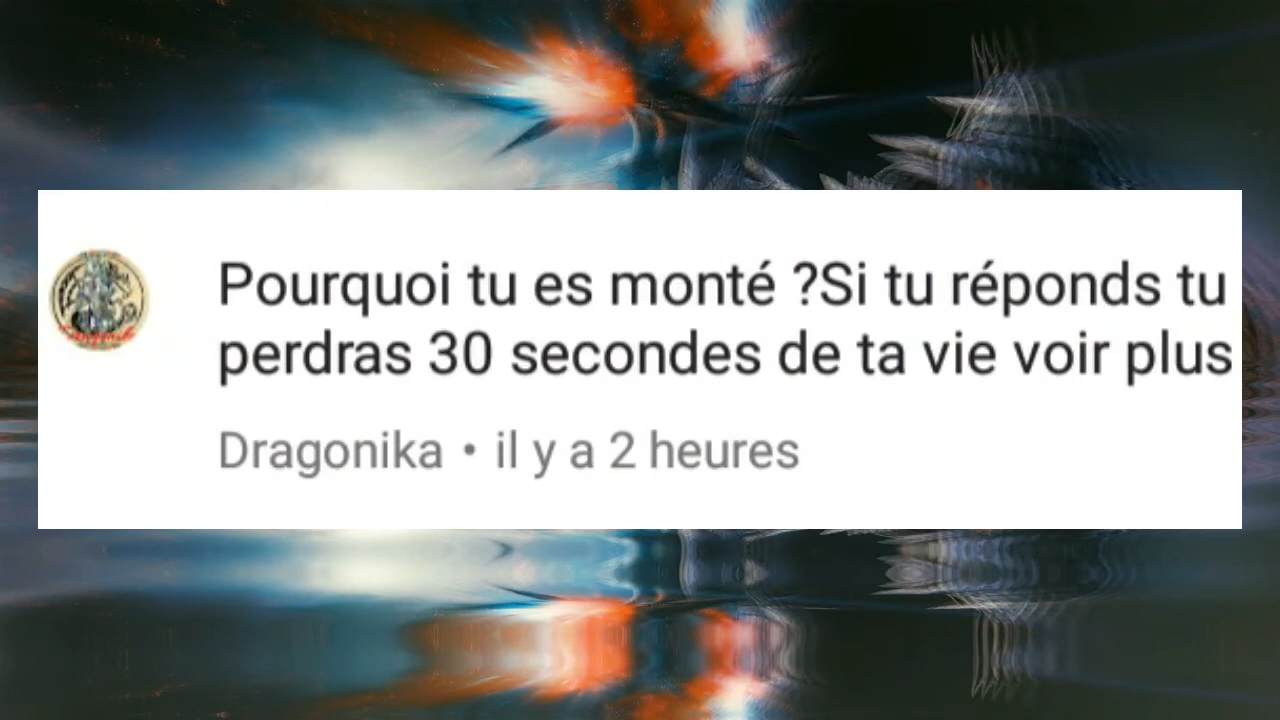 Pourquoi tu es monté ?Si tu réponds tu
perdras 30 secondes de ta vie voir plus
Dragonika • il y a 2 heures